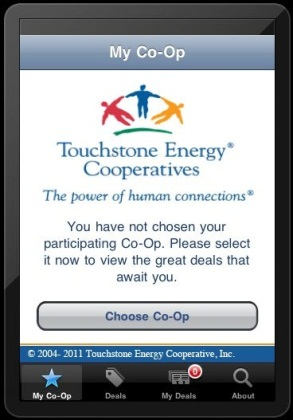 My Co-Op
Touchstone Energy®
Cooperatives
The power of human connections®
You have not chosen your
participating Co-Op. Please select
it now to view the great deals that
await you.
Choose Co-Op
© 2004- 2011 Touchstone Energy Cooperative, Inc.
0
My Co-Op Deals My Deals About